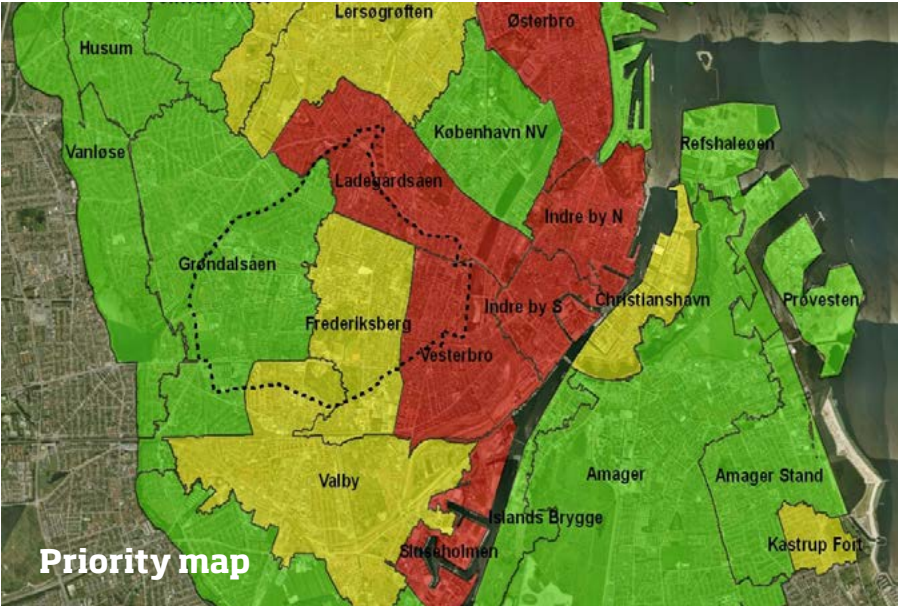 Lersøgrøften
Østerbro
Husum
København NV
Refshaleøen
Vanløse
Ladegårdsåen
Indre by N
Grøndalsåen
Christianshavn
Prøvesten
Indre by S
Frederiksberg
Vesterbro
Valby
Amager
Amager Stand
Islands Brygge
Kastrup Fort
Sluseholmen
Priority map